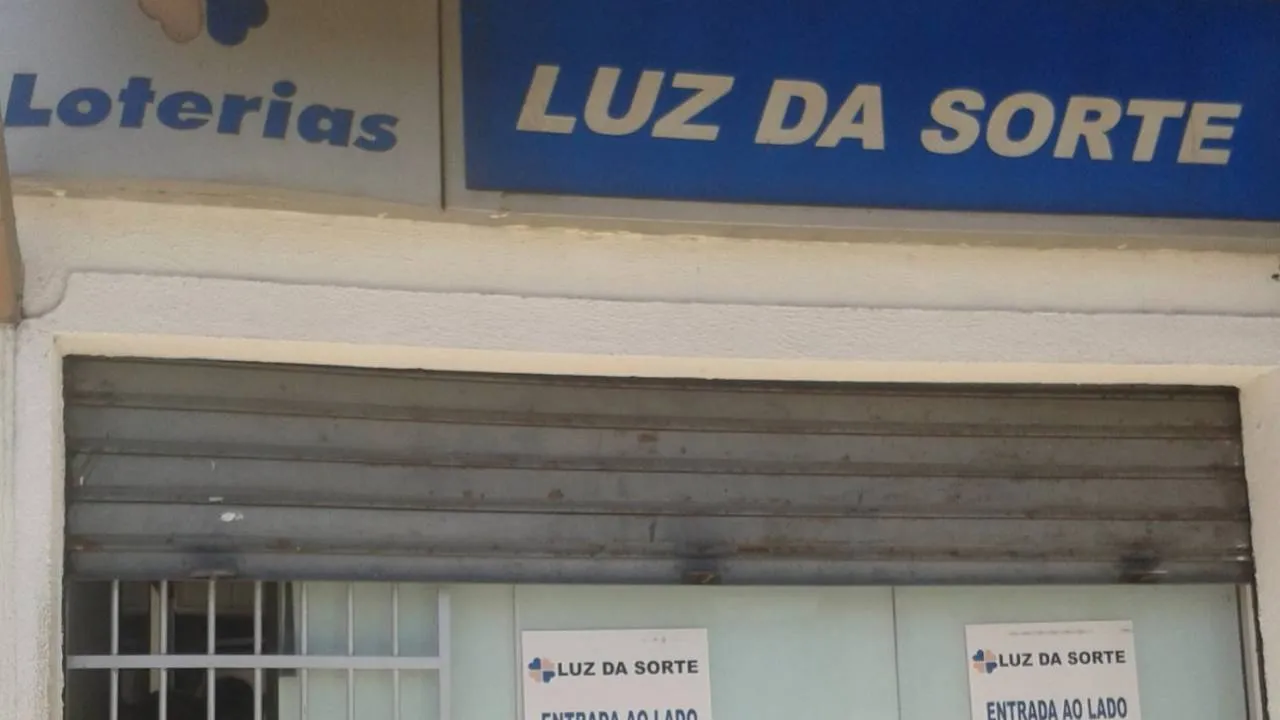 Loterias
LUZ DA SORTE
LUZ DA SORTE
ENTRADA AO LADO
LUZ DA SORTE
ENTRADA AO LADO